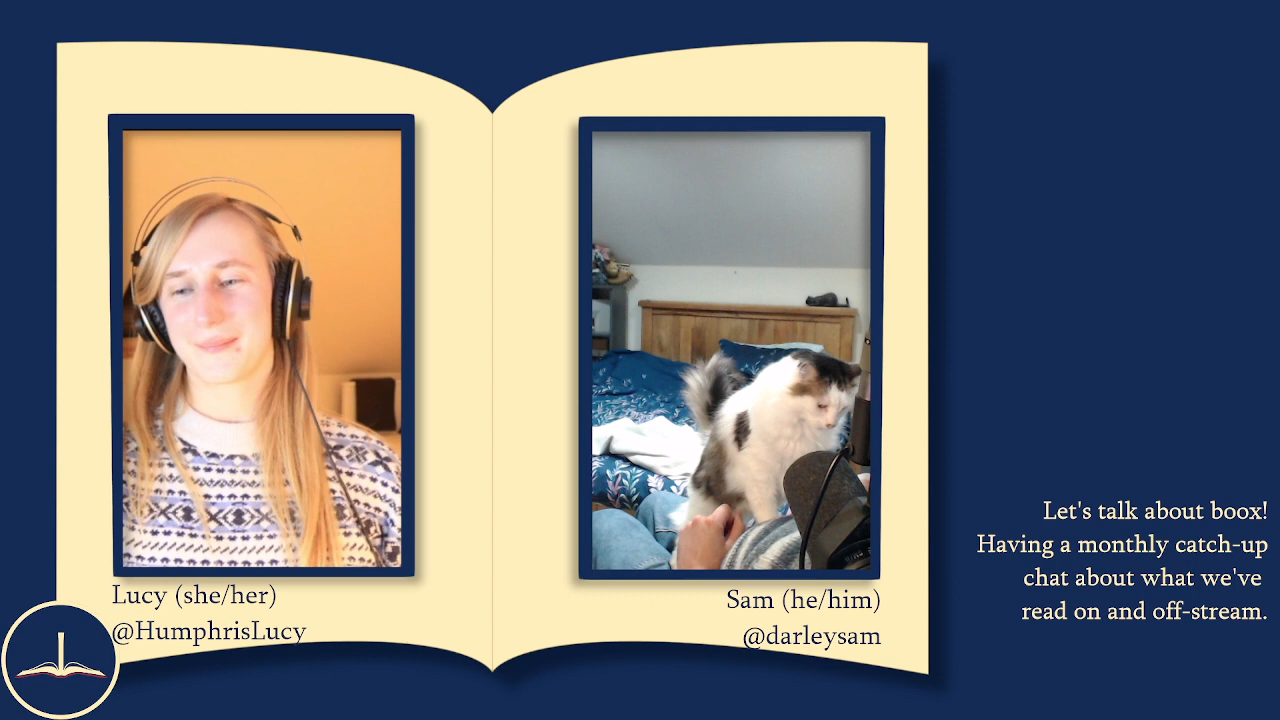 Lucy (she/her)
@HumphrisLucy
Sam (he/him)
@darleysam
Let's talk about boox!
Having a monthly catch-up
chat about what we've
read on and off-stream.